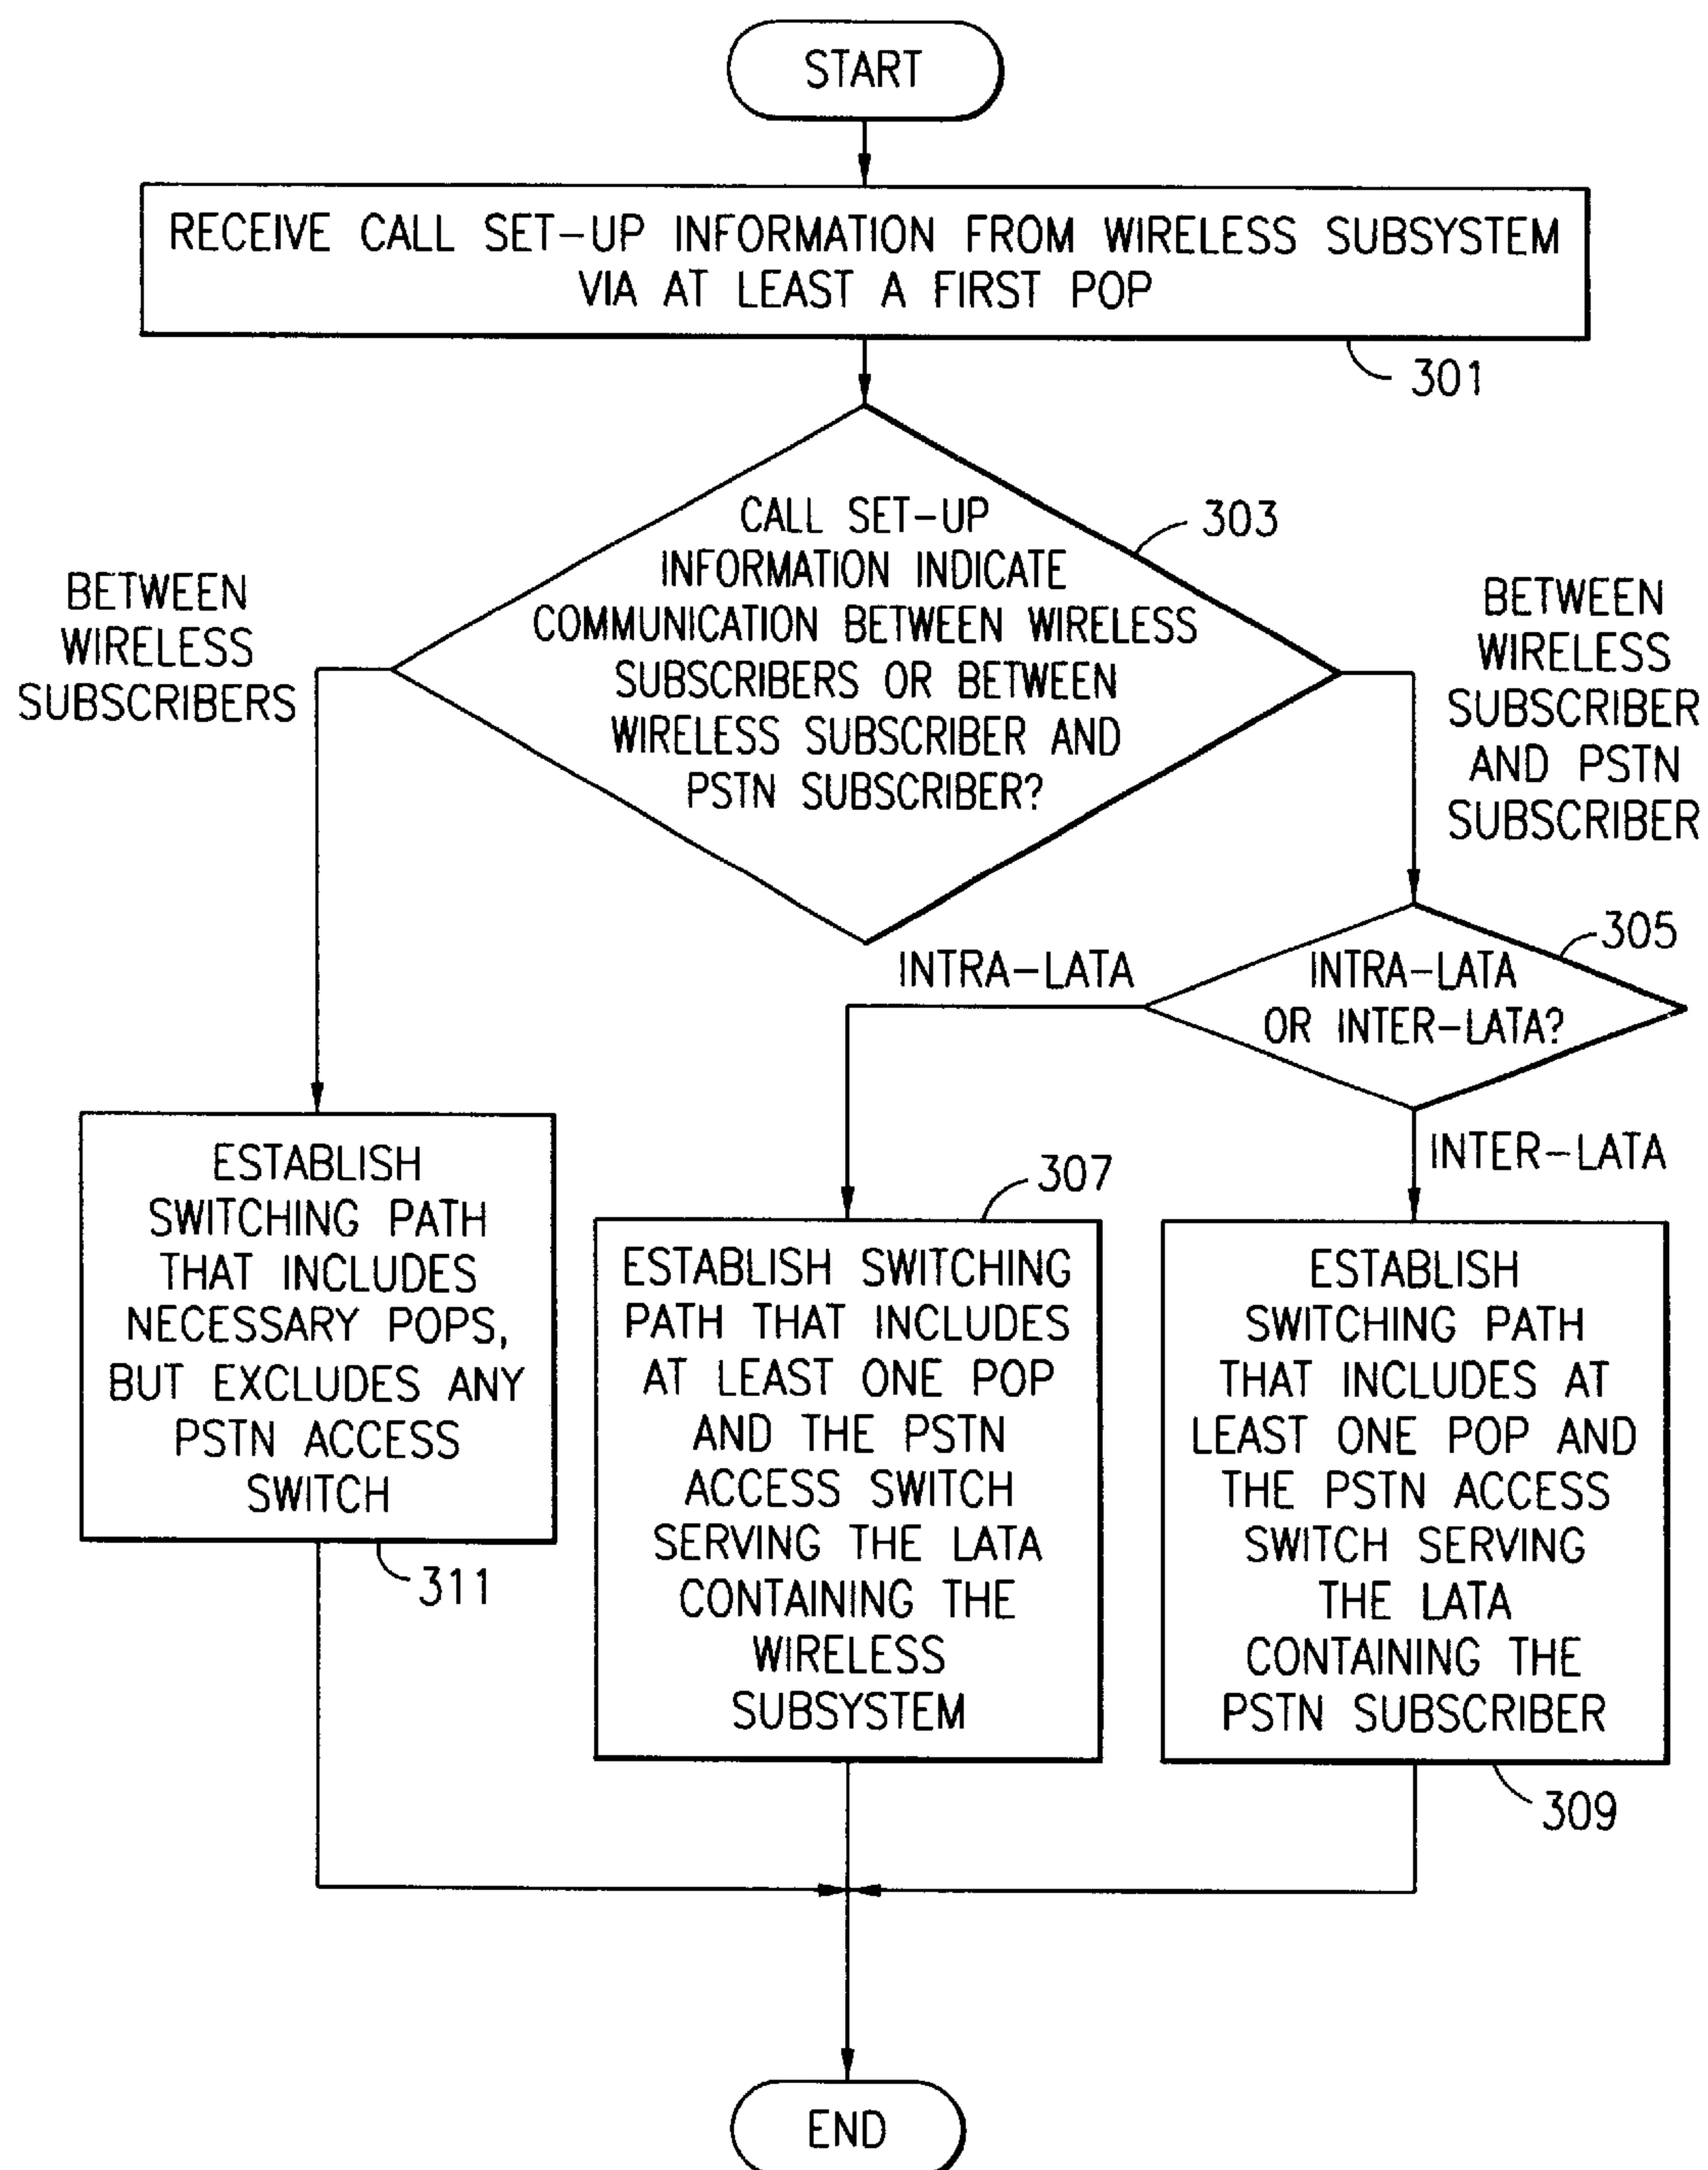 START
RECEIVE CALL SET-UP INFORMATION FROM WIRELESS SUBSYSTEM
VIA AT LEAST A FIRST POP
301
CALL SET-UP
INFORMATION INDICATE
COMMUNICATION BETWEEN WIRELESS
SUBSCRIBERS OR BETWEEN
WIRELESS SUBSCRIBER AND
PSTN SUBSCRIBER?
303
BETWEEN
WIRELESS
SUBSCRIBERS
BETWEEN
WIRELESS
SUBSCRIBER
AND PSTN
SUBSCRIBER
305
INTRA-LATA
OR INTER-LATA?
INTRA-LATA
INTER-LATA
ESTABLISH
SWITCHING PATH
THAT INCLUDES
NECESSARY POPS,
BUT EXCLUDES ANY
PSTN ACCESS
SWITCH
311
307
ESTABLISH SWITCHING
PATH THAT INCLUDES
AT LEAST ONE POP
AND THE PSTN
ACCESS SWITCH
SERVING THE LATA
CONTAINING THE
WIRELESS
SUBSYSTEM
ESTABLISH
SWITCHING PATH
THAT INCLUDES AT
LEAST ONE POP AND
THE PSTN ACCESS
SWITCH SERVING
THE LATA
CONTAINING THE
PSTN SUBSCRIBER
309
END